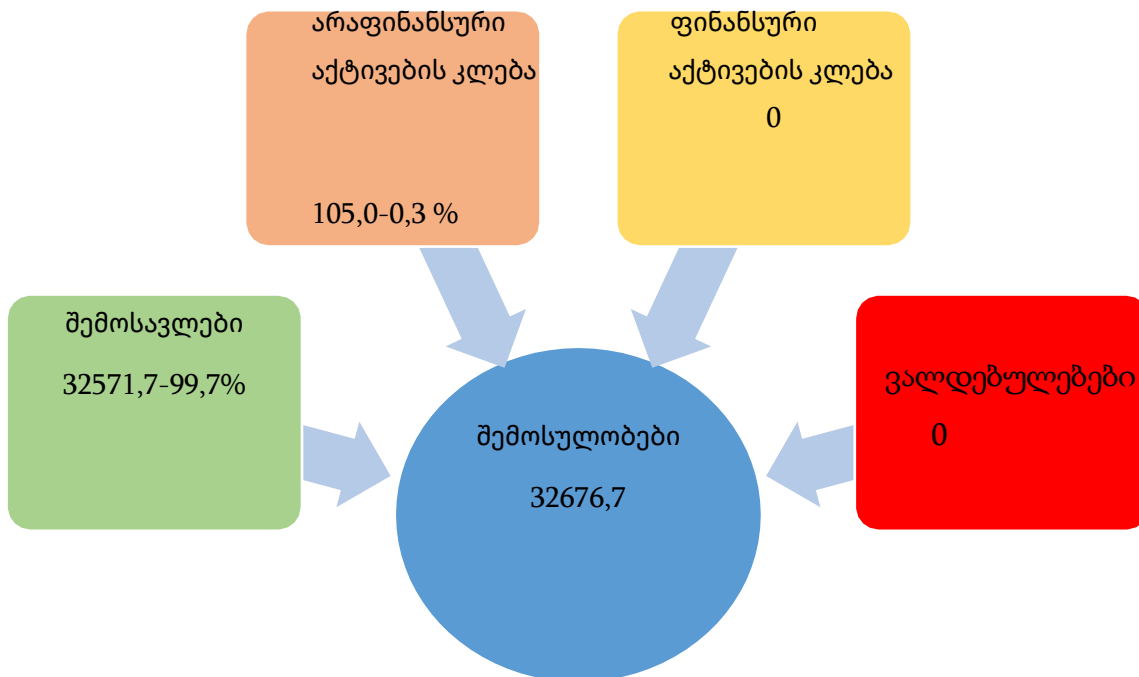 არაფინანსური
აქტივების კლება
105,0-0,3 %
ფინანსური
აქტივების კლება
0
შემოსავლები
32571,7-99,7%
ვალდებულებები
0
შემოსულობები
32676,7